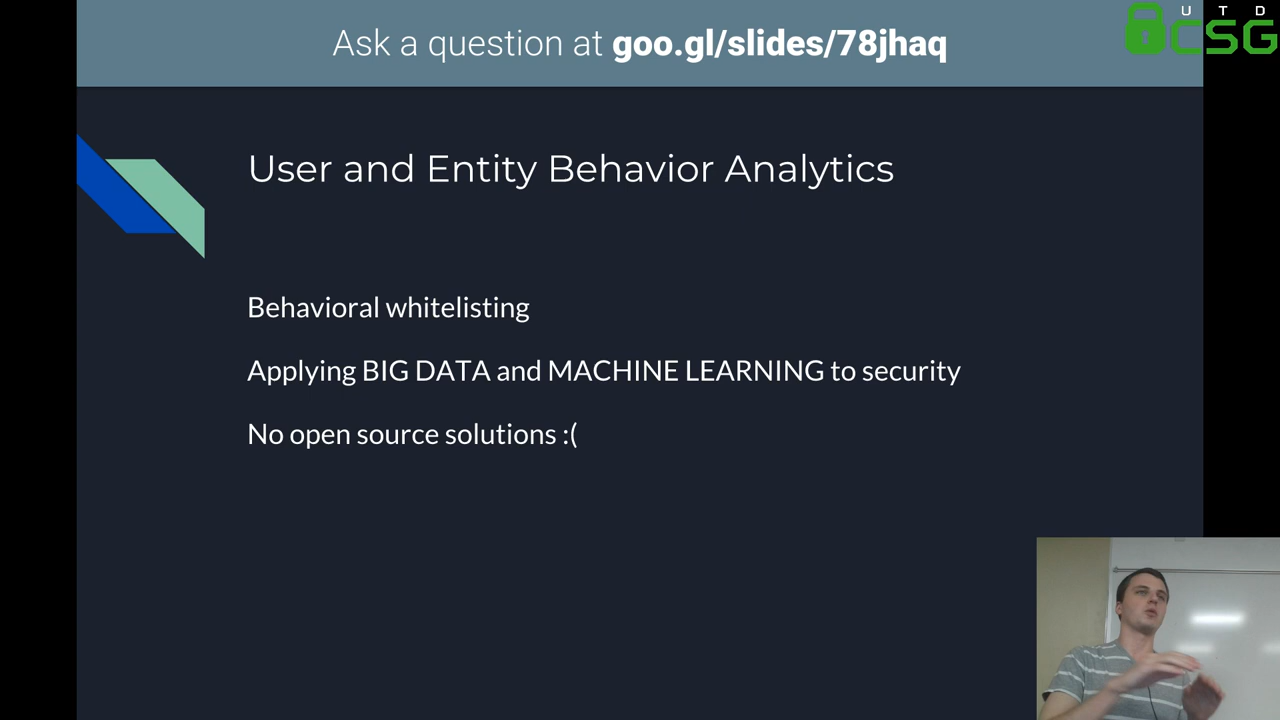 Ask a question at goo.gl/slides/78jhaq
UTD
CSG
User and Entity Behavior Analytics
Behavioral whitelisting
Applying BIG DATA and MACHINE LEARNING to security
No open source solutions :(